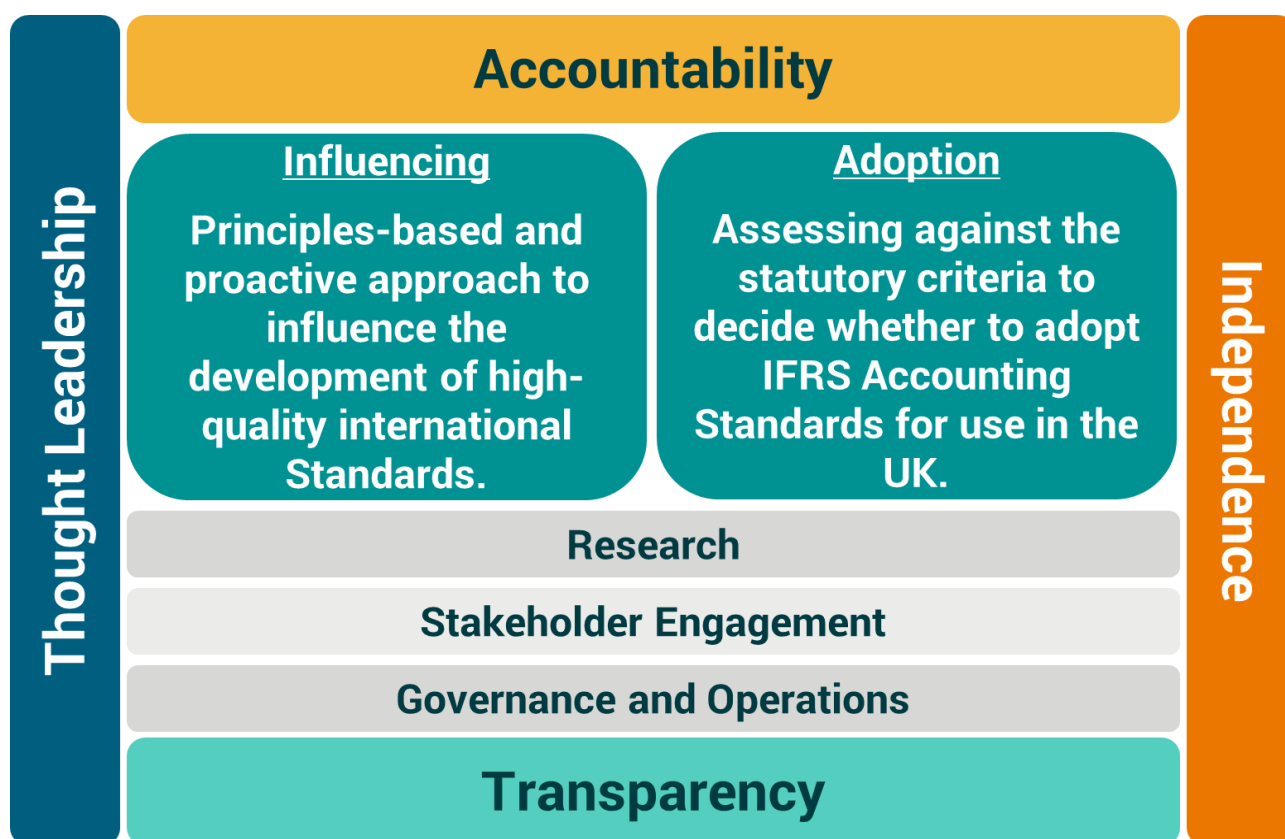 Thought Leadership
Accountability
Influencing
Principles-based and
proactive approach to
influence the
development of high-
quality international
Standards.
Adoption
Assessing against the
statutory criteria to
decide whether to adopt
IFRS Accounting
Standards for use in the
UK.
Research
Stakeholder Engagement
Governance and Operations
Transparency
Independence